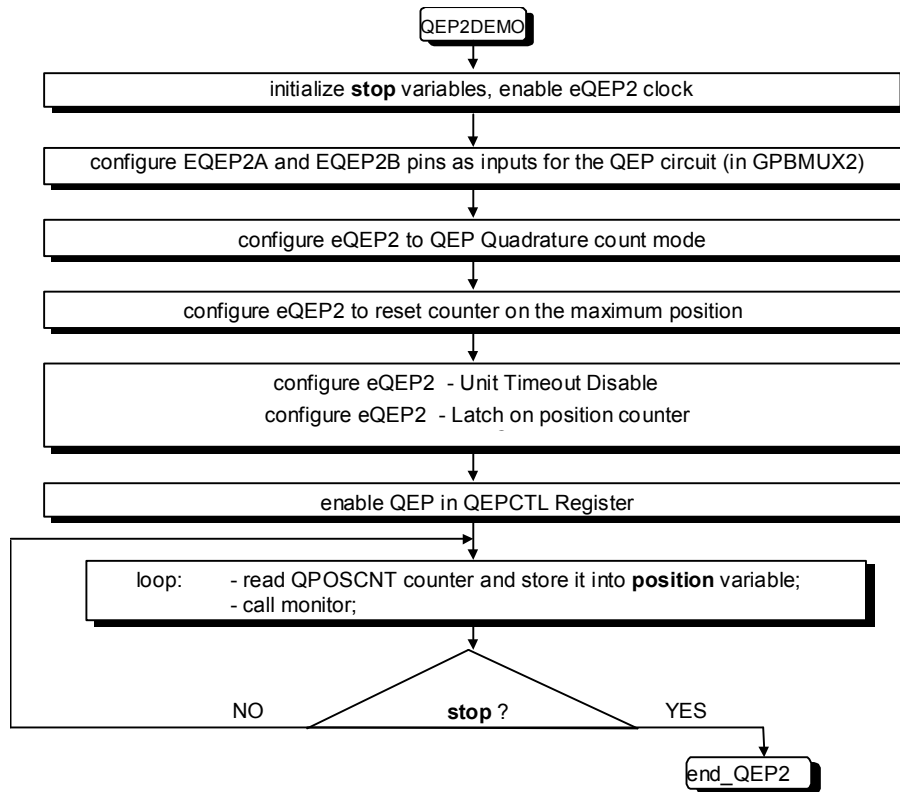 QEP2DEMO
initialize stop variables, enable eQEP2 clock
configure EQEP2A and EQEP2B pins as inputs for the QEP circuit (in GPBMUX2)
configure eQEP2 to QEP Quadrature count mode
configure eQEP2 to reset counter on the maximum position
configure eQEP2 - Unit Timeout Disable
configure eQEP2 - Latch on position counter
enable QEP in QEPCTL Register
loop: - read QPOSCNT counter and store it into position variable;
- call monitor;
NO stop ? YES
end_QEP2